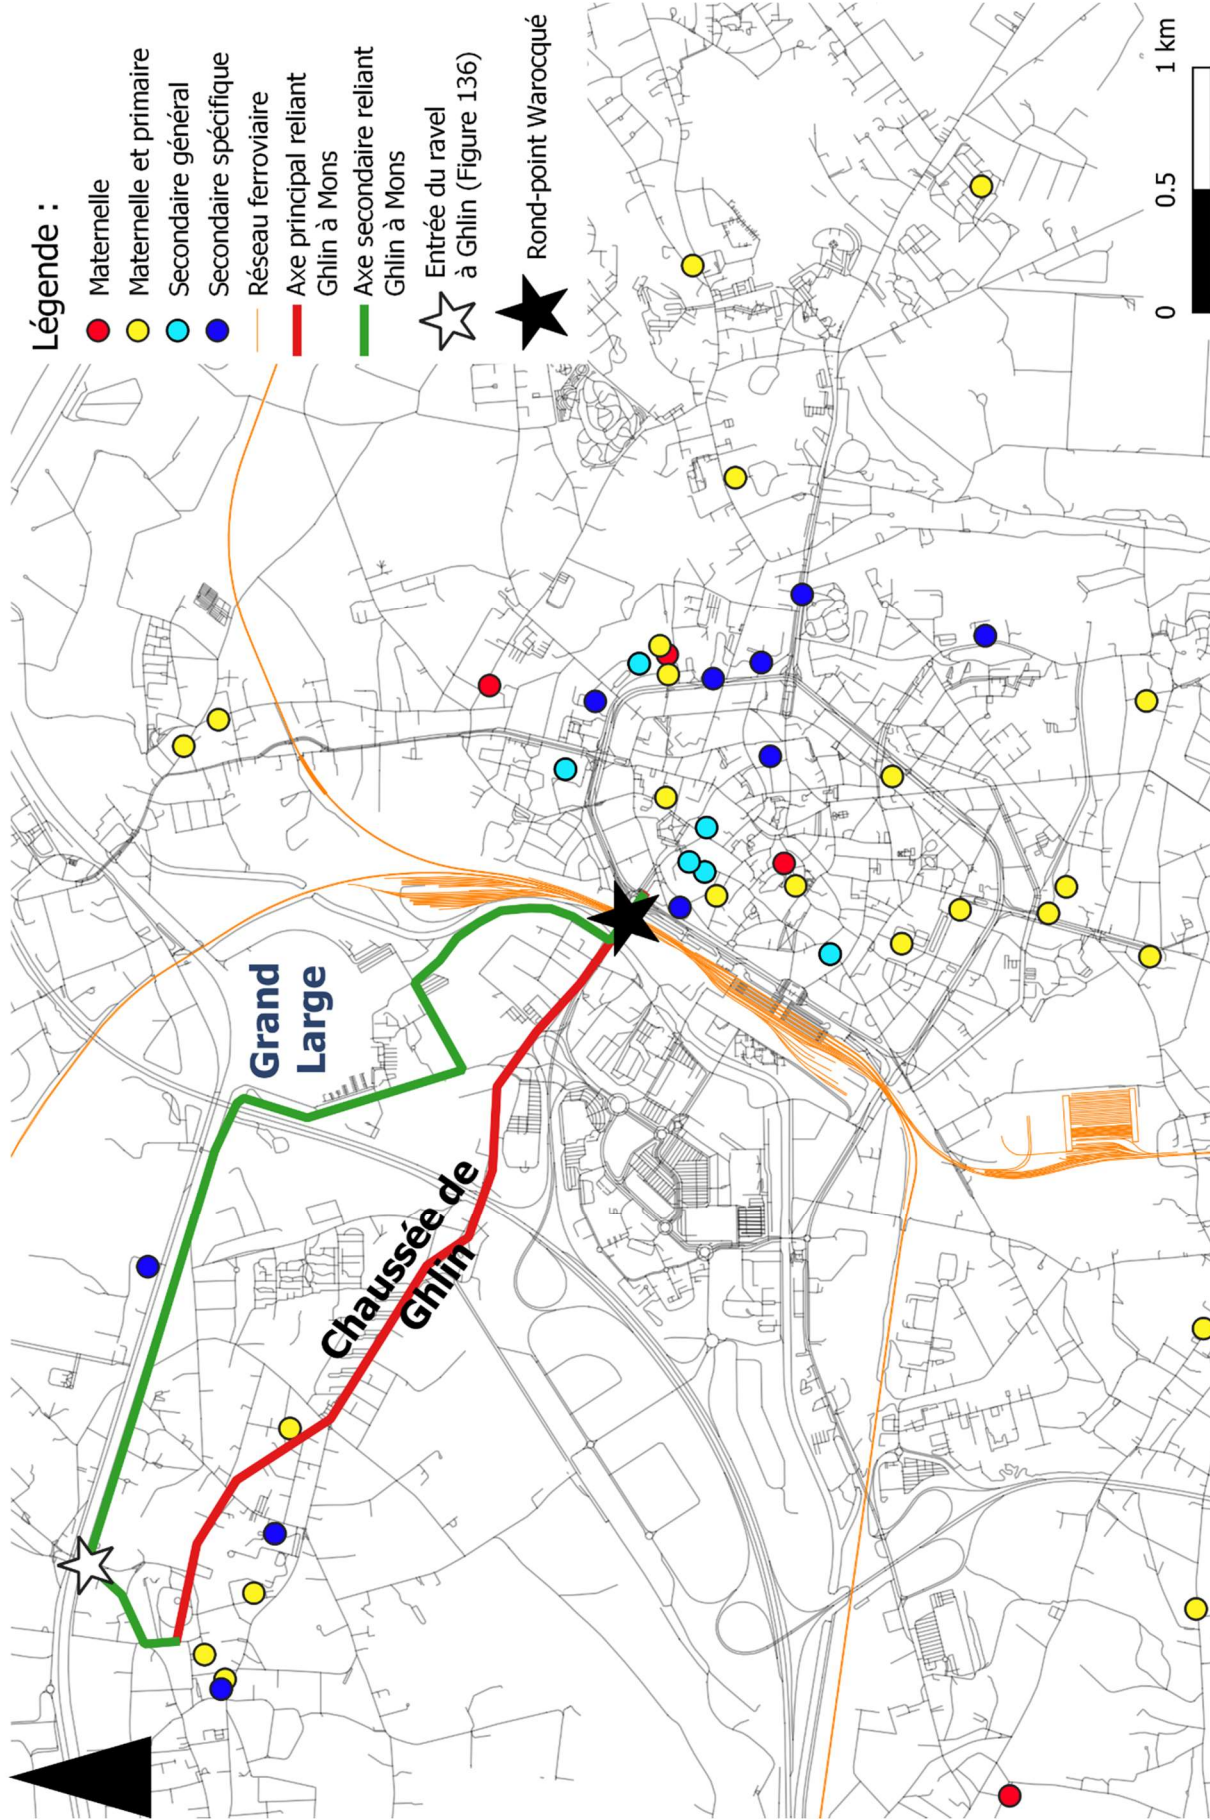 Légende :
Maternelle
Maternelle et primaire
Secondaire général
Secondaire spécifique
Réseau ferroviaire
Axe principal reliant
Ghlin à Mons
Axe secondaire reliant
Ghlin à Mons
Entrée du ravel
à Ghlin (Figure 136)
Rond-point Warocqué
Grand
Large
Chaussée de
Ghlin
0 0.5 1 km